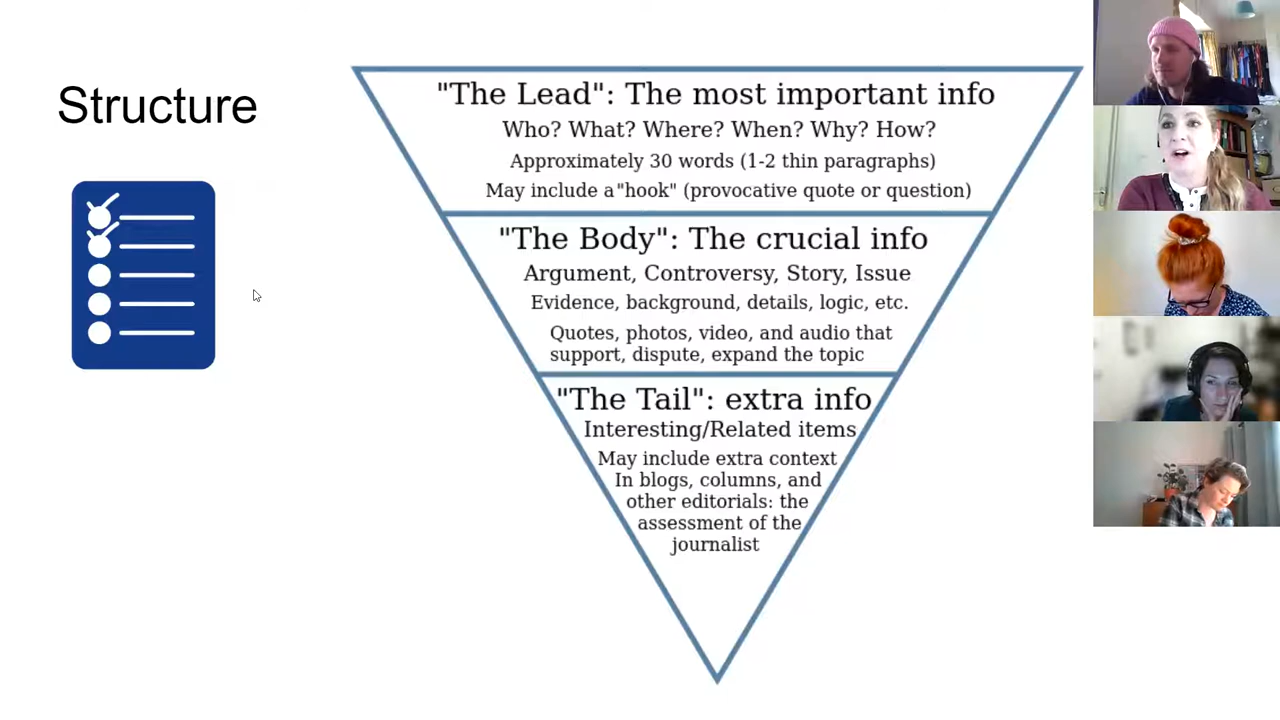 Structure
"The Lead": The most important info
Who? What? Where? When? Why? How?
Approximately 30 words (1-2 thin paragraphs)
May include a "hook" (provocative quote or question)
"The Body": The crucial info
Argument, Controversy, Story, Issue
Evidence, background, details, logic, etc.
Quotes, photos, video, and audio that
support, dispute, expand the topic
"The Tail": extra info
Interesting/Related items
May include extra context
In blogs, columns, and
other editorials: the
assessment of the
journalist